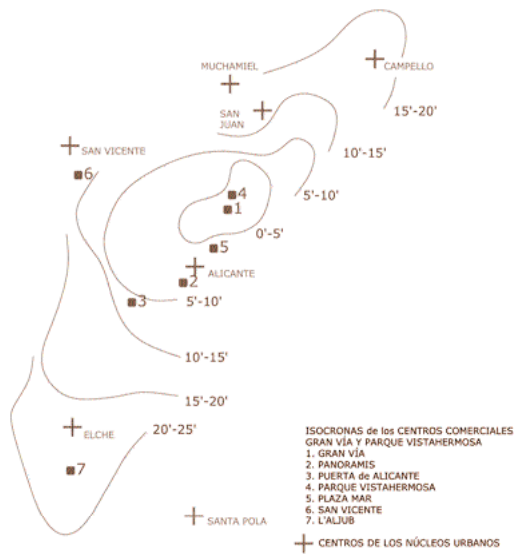 MUCHAMIEL
CAMPELLO
15'-20'
SAN
JUAN
10'-15'
SAN VICENTE
6
5'-10'
4
1
0'-5'
5
ALICANTE
2
3
5'-10'
10'-15'
15'-20'
20'-25'
ELCHE
7
SANTA POLA
ISOCRONAS de los CENTROS COMERCIALES
GRAN VÍA Y PARQUE VISTAHERMOSA
1. GRAN VÍA
2. PANORAMIS
3. PUERTA de ALICANTE
4. PARQUE VISTAHERMOSA
5. PLAZA MAR
6. SAN VICENTE
7. L'ALJUB
CENTROS DE LOS NÚCLEOS URBANOS